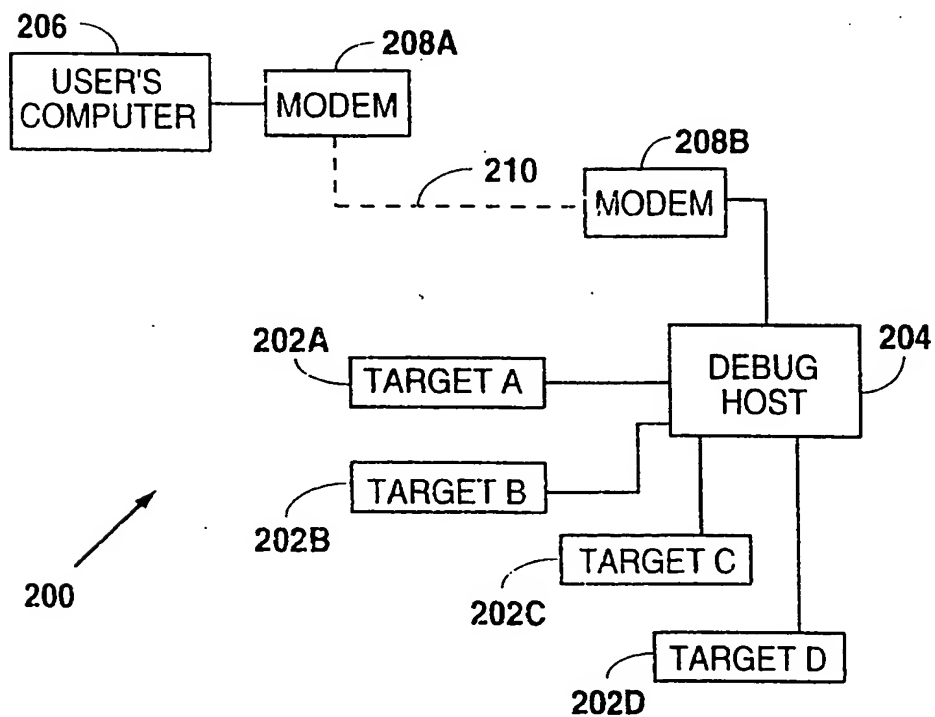 206
USER'S
COMPUTER
208A
MODEM
210
208B
MODEM
202A
TARGET A
204
DEBUG
HOST
TARGET B
202B
200
TARGET C
202C
TARGET D
202D